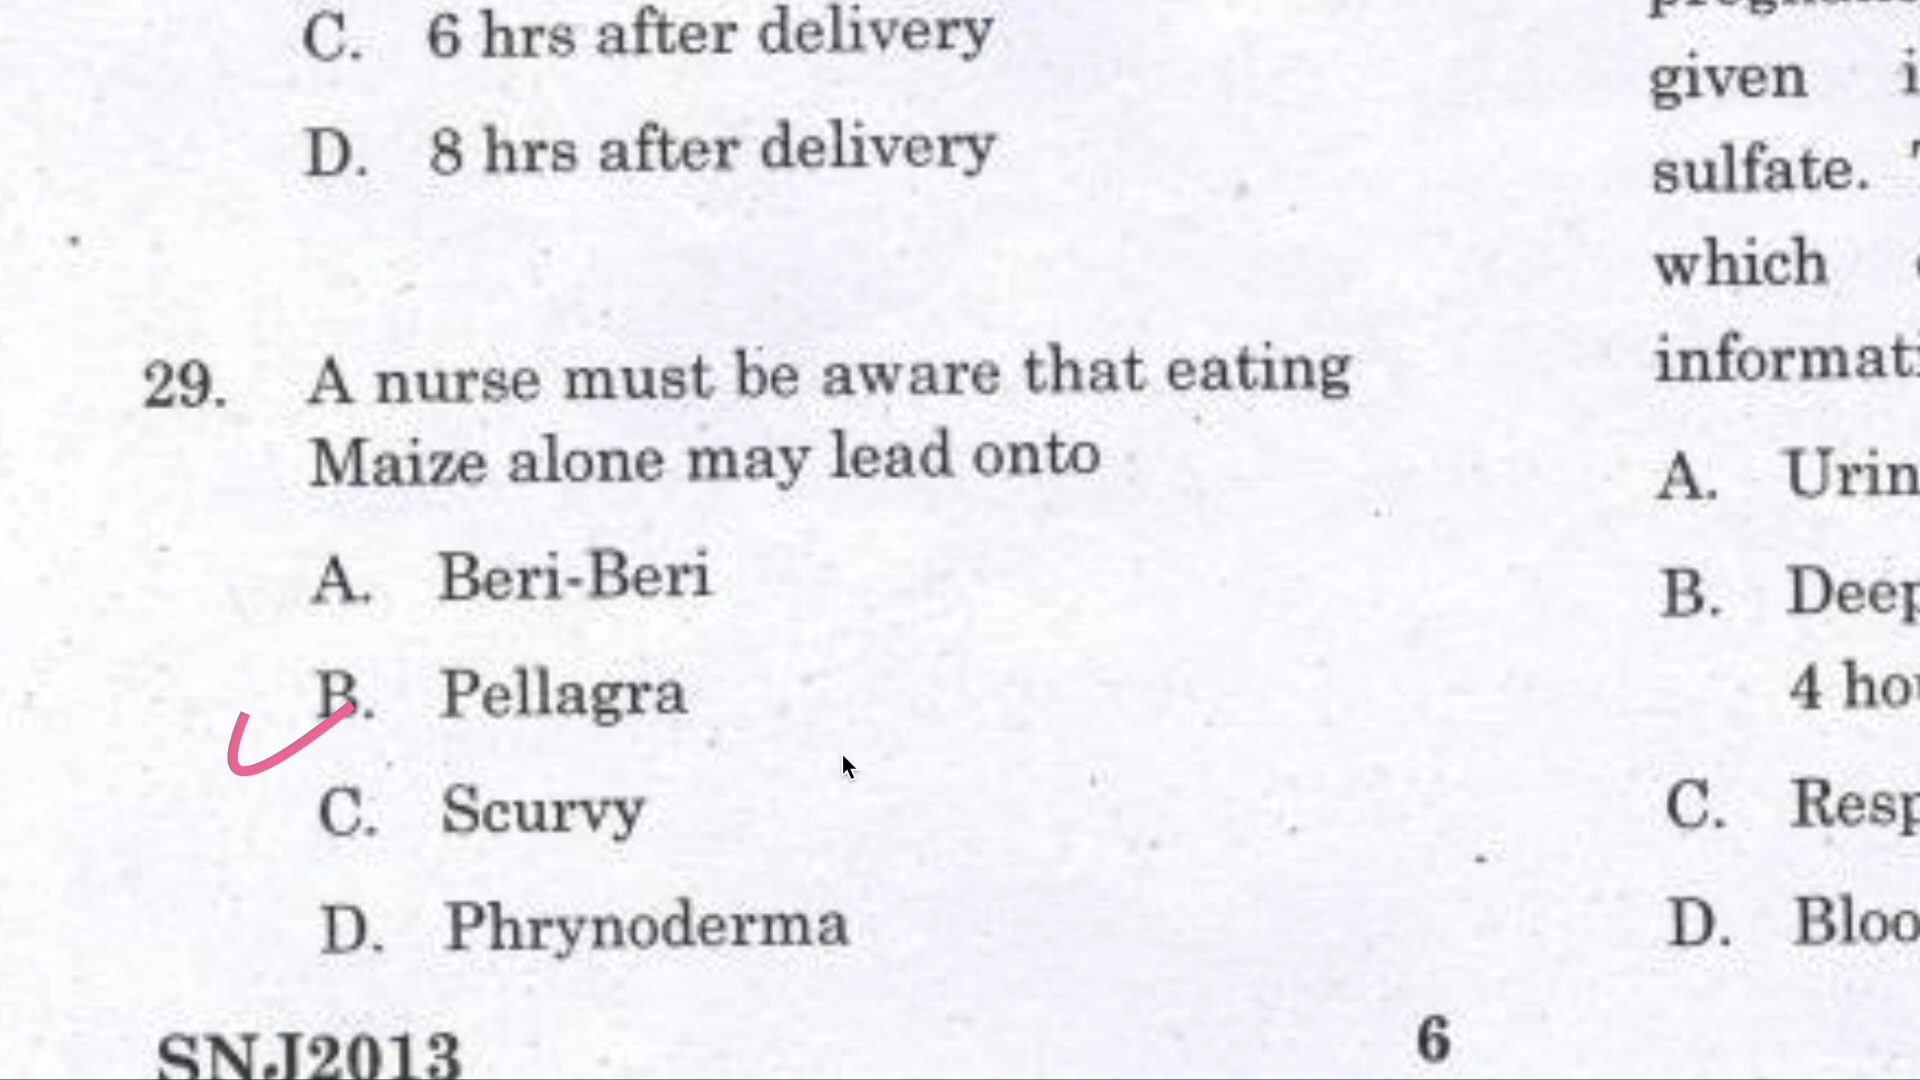 C. 6 hrs after delivery
D. 8 hrs after delivery
29. A nurse must be aware that eating
Maize alone may lead onto
A. Beri-Beri
B. Pellagra
C. Scurvy
D. Phrynoderma
SNJ2013
6
given
sulfate.
which
A.
B.
4
C.
D.